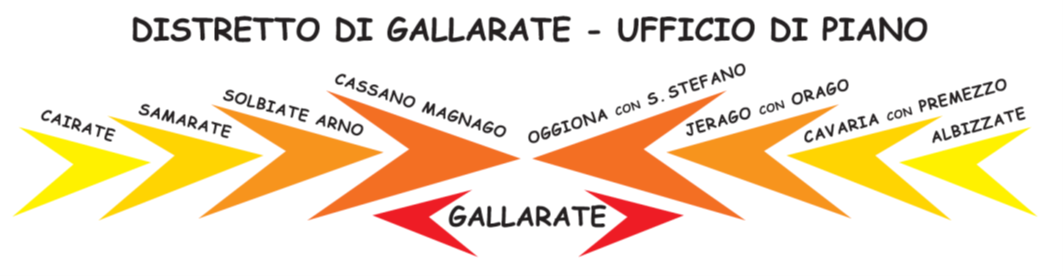 DISTRETTO DI GALLARATE - UFFICIO DI PIANO
CAIRATE
SAMARATE
SOLBIATE ARNO
CASSANO MAGNAGO
OGGIONA CON S.STEFANO
JERAGO CON ORAGO
CAVARIA CON PREMEZZO
ALBIZZATE
GALLARATE